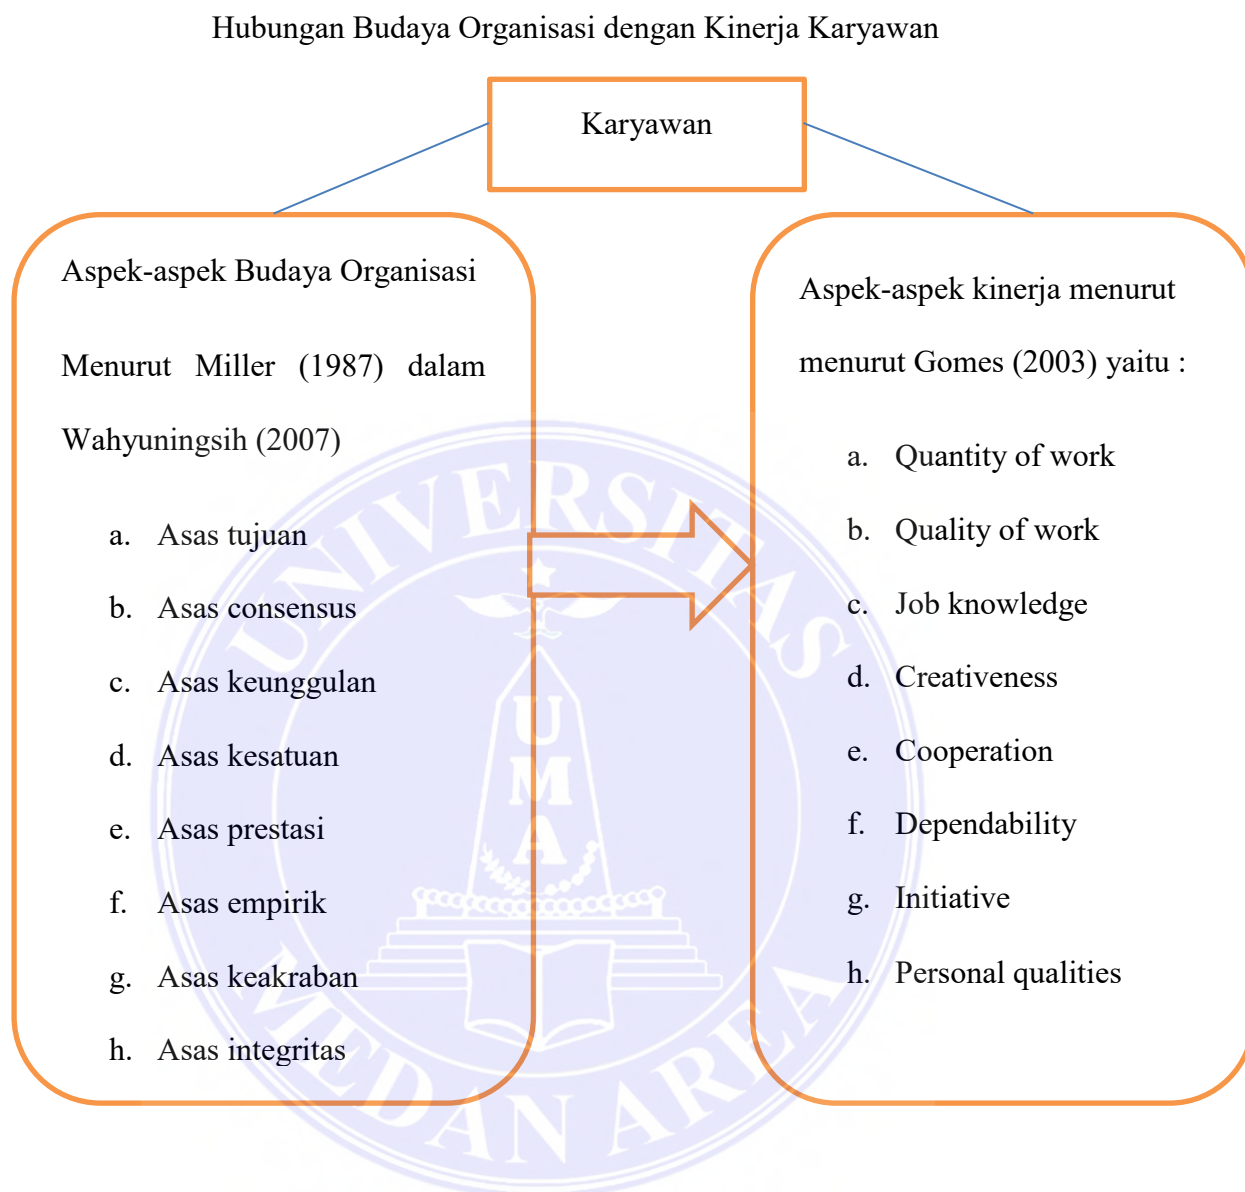 Hubungan Budaya Organisasi dengan Kinerja Karyawan
Karyawan
Aspek-aspek Budaya Organisasi
Menurut Miller (1987) dalam
Wahyuningsih (2007)
a. Asas tujuan
b. Asas consensus
c. Asas keunggulan
d. Asas kesatuan
e. Asas prestasi
f. Asas empirik
g. Asas keakraban
h. Asas integritas
Aspek-aspek kinerja menurut
menurut Gomes (2003) yaitu :
a. Quantity of work
b. Quality of work
c. Job knowledge
d. Creativeness
e. Cooperation
f. Dependability
g. Initiative
h. Personal qualities
UNIVERSITAS
UMA
MEDAN AREA